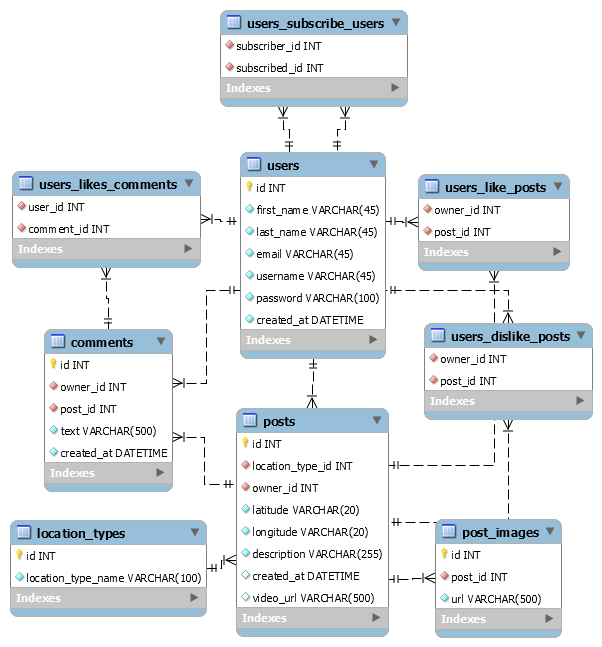 users_subscribe_users
subscriber_id INT
subscribed_id INT
Indexes
users
id INT
first_name VARCHAR(45)
last_name VARCHAR(45)
email VARCHAR(45)
username VARCHAR(45)
password VARCHAR(100)
created_at DATETIME
Indexes
users_likes_comments
user_id INT
comment_id INT
Indexes
users_like_posts
owner_id INT
post_id INT
Indexes
comments
id INT
owner_id INT
post_id INT
text VARCHAR(500)
created_at DATETIME
Indexes
users_dislike_posts
owner_id INT
post_id INT
Indexes
posts
id INT
location_type_id INT
owner_id INT
latitude VARCHAR(20)
longitude VARCHAR(20)
description VARCHAR(255)
created_at DATETIME
video_url VARCHAR(500)
Indexes
location_types
id INT
location_type_name VARCHAR(100)
Indexes
post_images
id INT
post_id INT
url VARCHAR(500)
Indexes